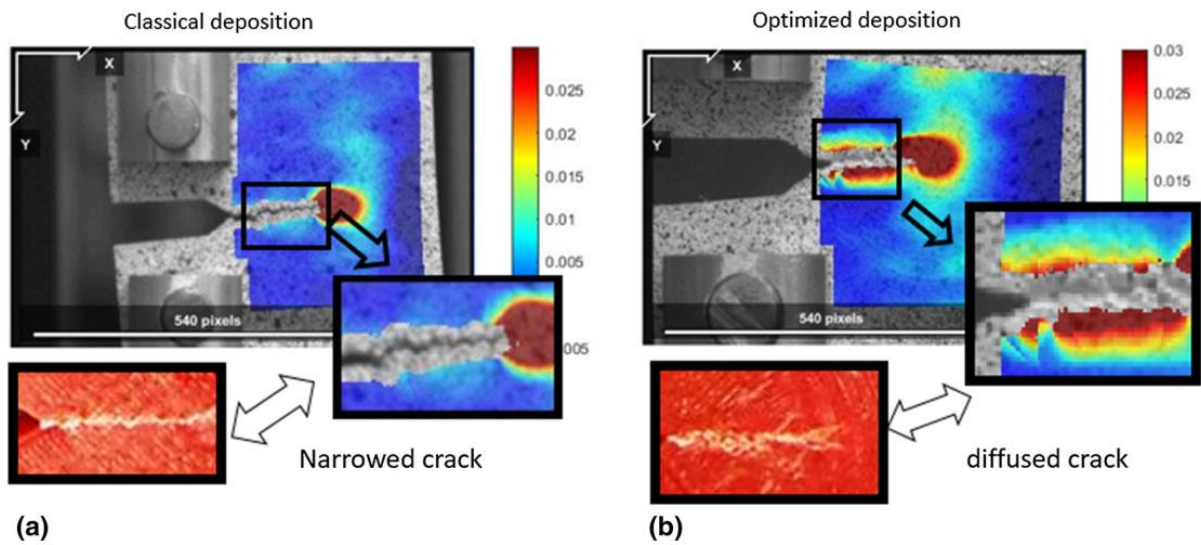 Classical deposition
Optimized deposition
X
Y
540 pixels
0.025
0.02
0.015
0.01
0.005
005
Narrowed crack
(a)
X
Y
540 pixels
0.03
0.025
0.02
0.015
diffused crack
(b)